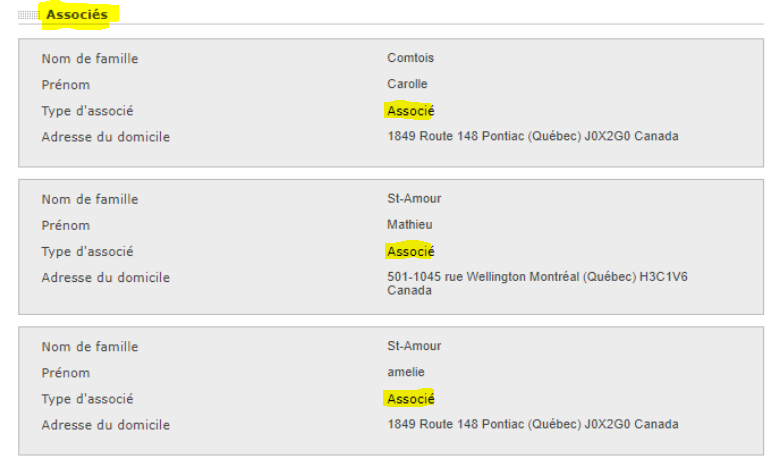 Associés
Nom de famille Comtois
Prénom Carolle
Type d'associé Associé
Adresse du domicile 1849 Route 148 Pontiac (Québec) J0X2G0 Canada
Nom de famille St-Amour
Prénom Mathieu
Type d'associé Associé
Adresse du domicile 501-1045 rue Wellington Montréal (Québec) H3C1V6
Canada
Nom de famille St-Amour
Prénom amelie
Type d'associé Associé
Adresse du domicile 1849 Route 148 Pontiac (Québec) J0X2G0 Canada